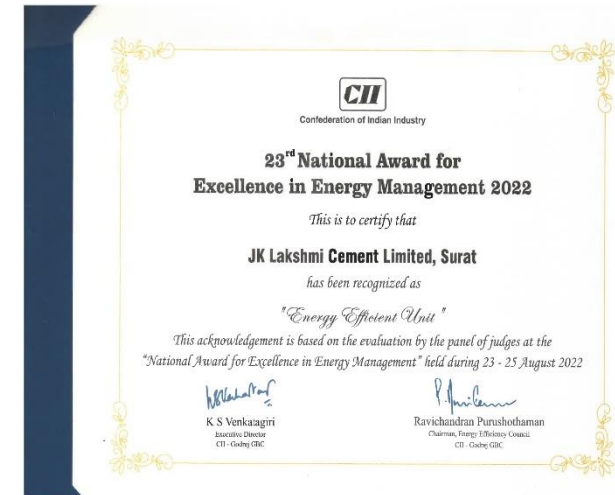 CII
Confederation of Indian Industry
23rd National Award for
Excellence in Energy Management 2022
This is to certify that
JK Lakshmi Cement Limited, Surat
has been recognized as
"Energy Efficient Unit"
This acknowledgement is based on the evaluation by the panel of judges at the
"National Award for Excellence in Energy Management" held during 23 - 25 August 2022
K S Venkatagiri
Executive Director
CII - Godrej GBC
Ravichandran Purushothaman
Chairman, Energy Efficiency Council
CII - Godrej GBC